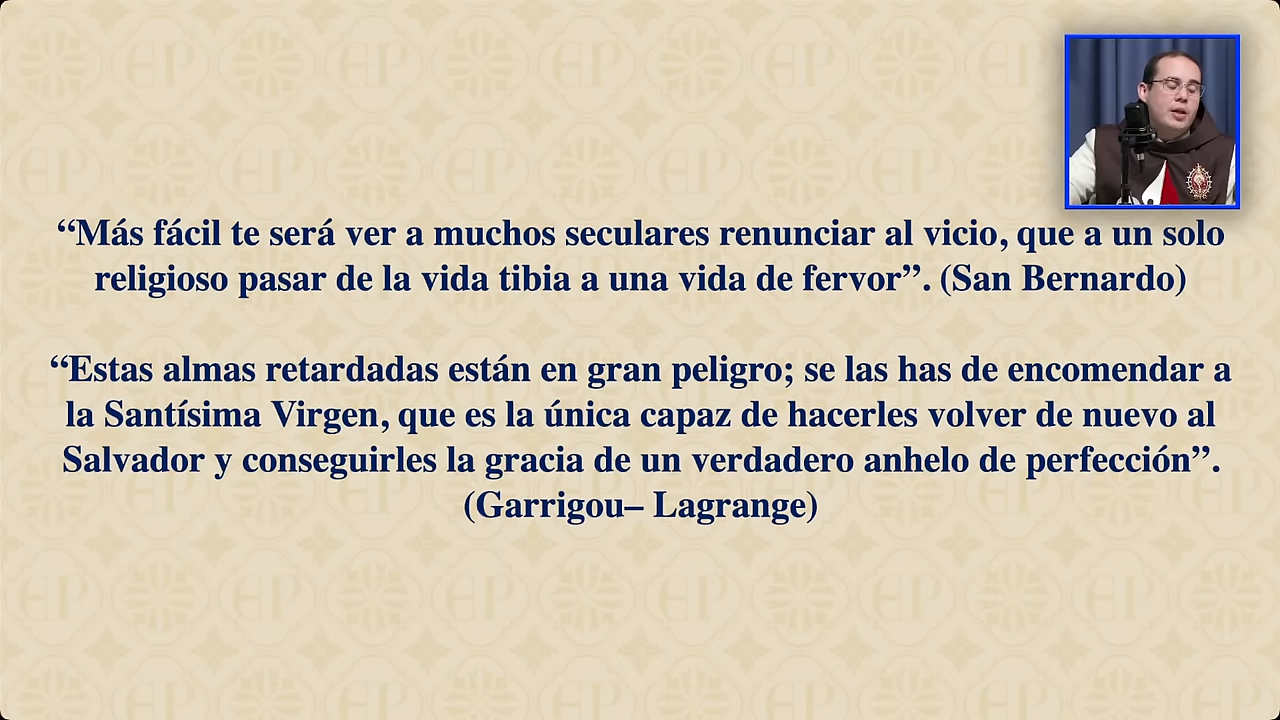 “Más fácil te será ver a muchos seculares renunciar al vicio, que a un solo
religioso pasar de la vida tibia a una vida de fervor”. (San Bernardo)
“Estas almas retardadas están en gran peligro; se las has de encomendar a
la Santísima Virgen, que es la única capaz de hacerles volver de nuevo al
Salvador y conseguirles la gracia de un verdadero anhelo de perfección”.
(Garrigou– Lagrange)